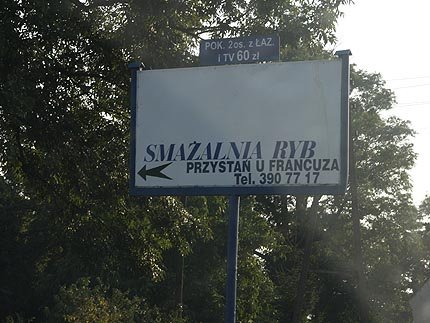 POK. 2os. z ŁAZ.
i TV 60 zł
SMAŻALNIA RYB
PRZYSTAŃ U FRANCUZA
Tel. 390 77 17